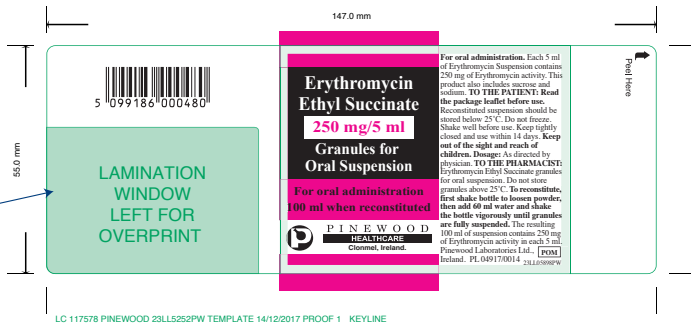 147.0 mm
55.0 mm
5 099186 000480
LAMINATION
WINDOW
LEFT FOR
OVERPRINT
Erythromycin
Ethyl Succinate
250 mg/5 ml
Granules for
Oral Suspension
For oral administration
100 ml when reconstituted
P
PINEWOOD
HEALTHCARE
Clonmel, Ireland.
For oral administration. Each 5 ml
of Erythromycin Suspension contains
250 mg of Erythromycin activity. This
product also includes sucrose and
sodium. TO THE PATIENT: Read
the package leaflet before use.
Reconstituted suspension should be
stored below 25°C. Do not freeze.
Shake well before use. Keep tightly
closed and use within 14 days. Keep
out of the sight and reach of
children. Dosage: As directed by
physician. TO THE PHARMACIST:
Erythromycin Ethyl Succinate granules
for oral suspension. Do not store
granules above 25°C. To reconstitute,
first shake bottle to loosen powder,
then add 60 ml water and shake
the bottle vigorously until granules
are fully suspended. The resulting
100 ml of suspension contains 250 mg
of Erythromycin activity in each 5 ml.
Pinewood Laboratories Ltd., POM
Ireland. PL 04917/0014 23LL05898PW
Peel Here
LC 117578 PINEWOOD 23LL5252PW TEMPLATE 14/12/2017 PROOF 1 KEYLINE